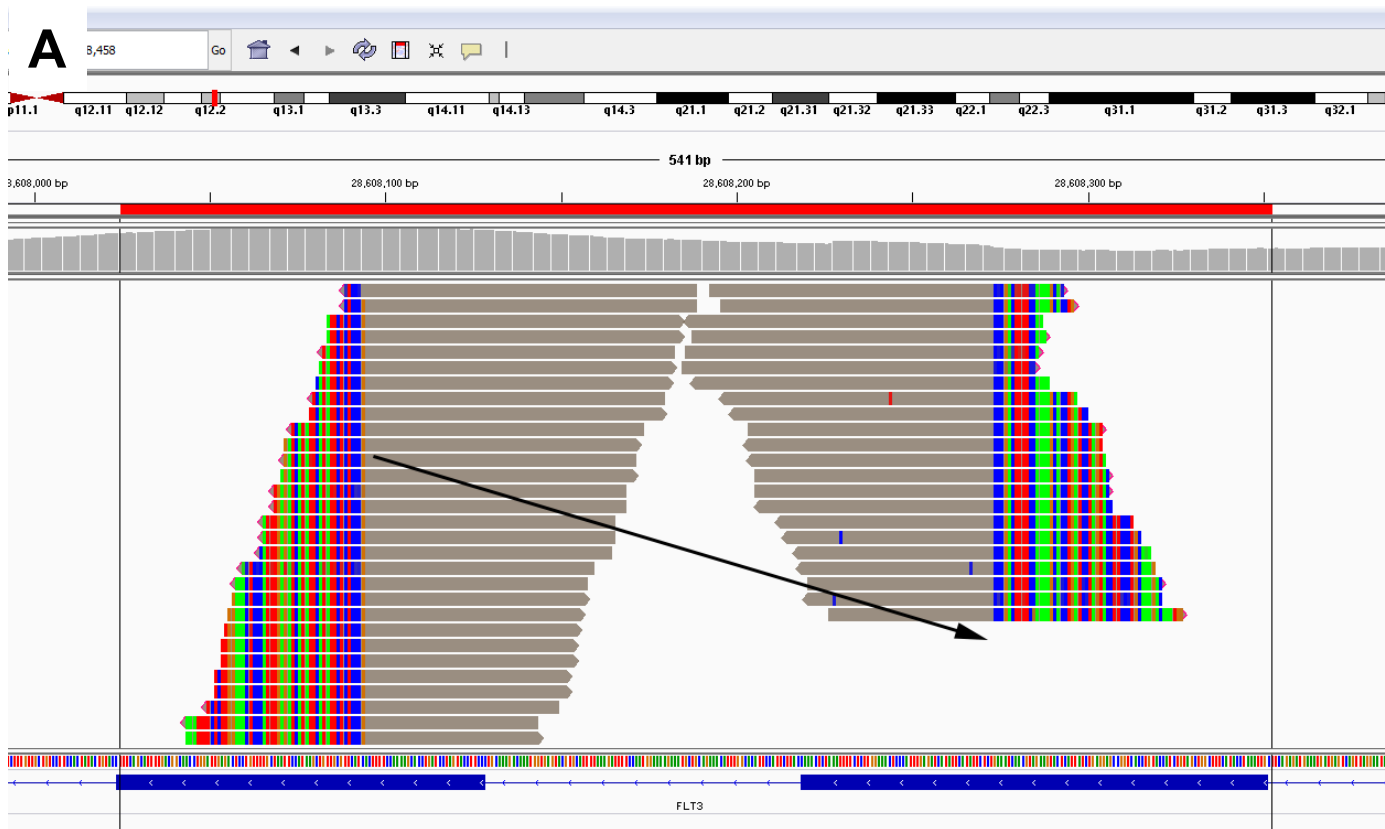 A
8,458 Go
p11.1 q12.11 q12.12 q12.2 q13.1 q13.3 q14.11 q14.13 q14.3 q21.1 q21.2 q21.31 q21.32 q21.33 q22.1 q22.3 q31.1 q31.2 q31.3 q32.1
541 bp
3,608,000 bp 28,608,100 bp 28,608,200 bp 28,608,300 bp
FLT3